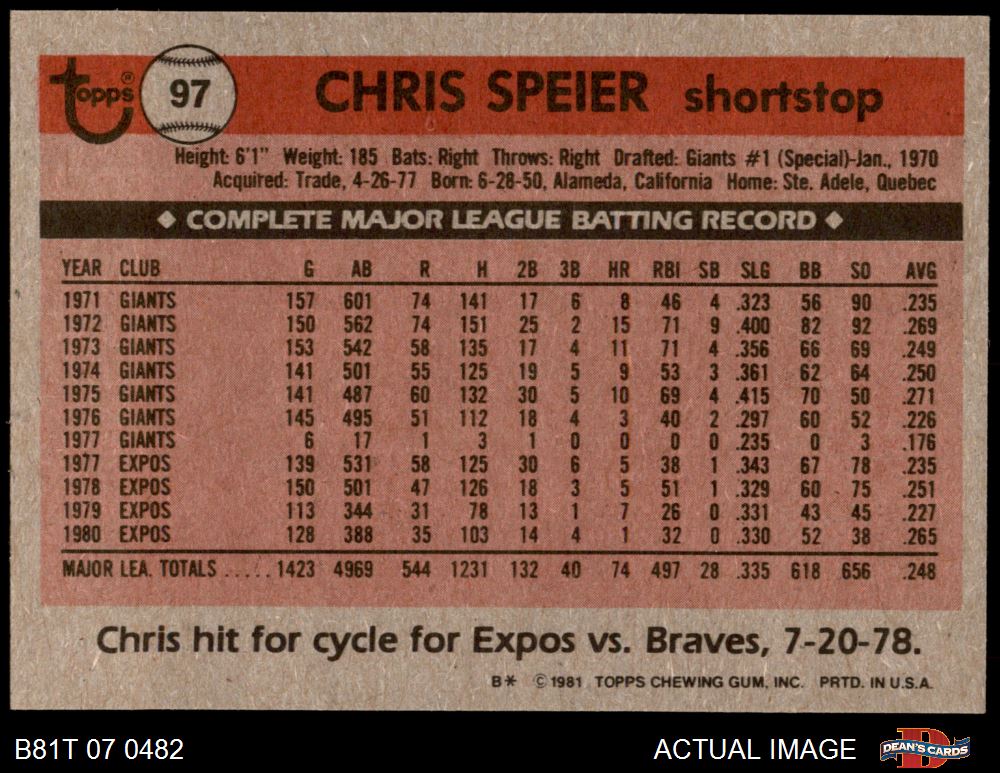 Topps® 97 CHRIS SPEIER shortstop
Height: 6'1" Weight: 185 Bats: Right Throws: Right Drafted: Giants #1 (Special)-Jan., 1970
Acquired: Trade, 4-26-77 Born: 6-28-50, Alameda, California Home: Ste. Adele, Quebec
◆ COMPLETE MAJOR LEAGUE BATTING RECORD ◆
YEAR CLUB G AB R H 2B 3B HR RBI SB SLG BB SO AVG
1971 GIANTS 157 601 74 141 17 6 8 46 4 .323 56 90 .235
1972 GIANTS 150 562 74 151 25 2 15 71 9 .400 82 92 .269
1973 GIANTS 153 542 58 135 17 4 11 71 4 .356 66 69 .249
1974 GIANTS 141 501 55 125 19 5 9 53 3 .361 62 64 .250
1975 GIANTS 141 487 60 132 30 5 10 69 4 .415 70 50 .271
1976 GIANTS 145 495 51 112 18 4 3 40 2 .297 60 52 .226
1977 GIANTS 6 17 1 3 1 0 0 0 0 .235 0 3 .176
1977 EXPOS 139 531 58 125 30 6 5 38 1 .343 67 78 .235
1978 EXPOS 150 501 47 126 18 3 5 51 1 .329 60 75 .251
1979 EXPOS 113 344 31 78 13 1 7 26 0 .331 43 45 .227
1980 EXPOS 128 388 35 103 14 4 1 32 0 .330 52 38 .265
MAJOR LEA. TOTALS ..... 1423 4969 544 1231 132 40 74 497 28 .335 618 656 .248
Chris hit for cycle for Expos vs. Braves, 7-20-78.
B* © 1981 TOPPS CHEWING GUM, INC. PRTD. IN U.S.A.
B81T 07 0482 ACTUAL IMAGE DEAN'S CARDS